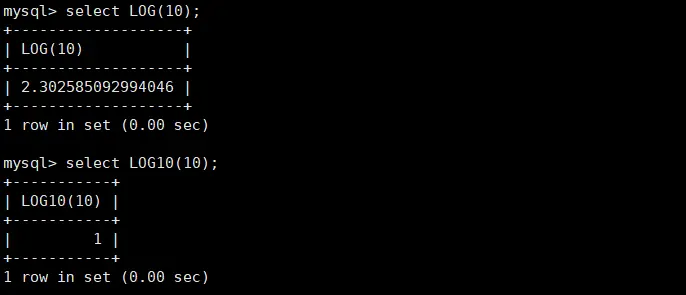 mysql> select LOG(10);
+-------------------+
| LOG(10)           |
+-------------------+
| 2.302585092994046 |
+-------------------+
1 row in set (0.00 sec)

mysql> select LOG10(10);
+-----------+
| LOG10(10) |
+-----------+
|         1 |
+-----------+
1 row in set (0.00 sec)